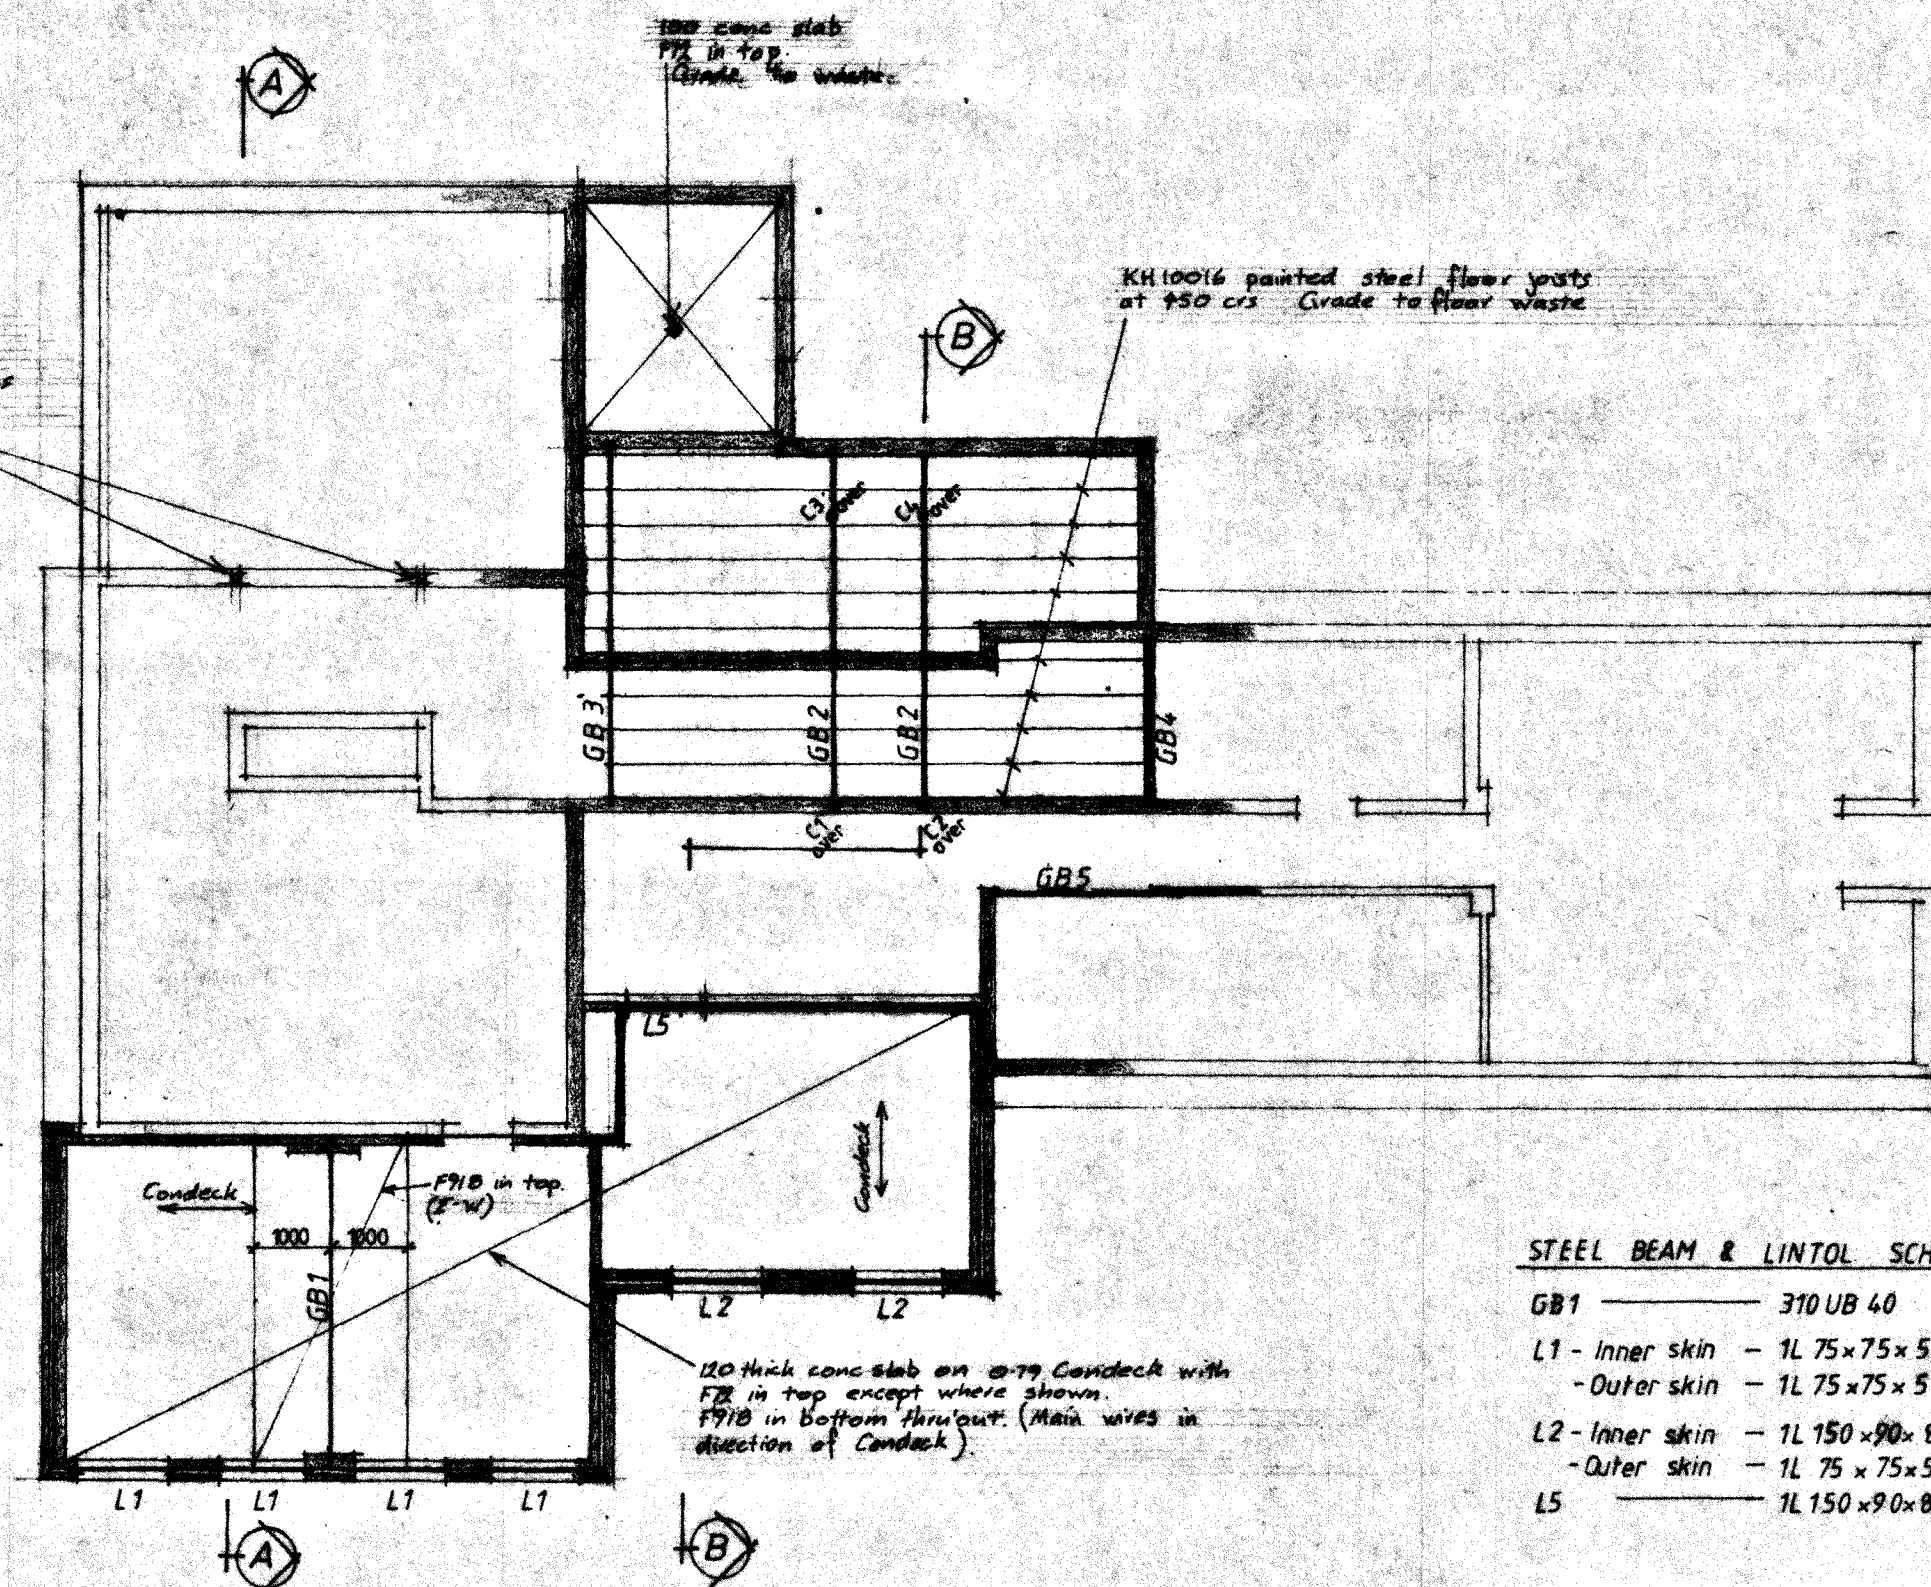 100 conc slab
F72 in top.
Grade to waste.
A
KH10016 painted steel floor joists
at 450 crs Grade to floor waste
B
C3 over
C4 over
GB3
GB2
GB2
GB4
C1 over
C2 over
GB5
L5
Condeck
Condeck
F918 in top.
(E-W)
1000
1000
GB1
L2
L2
120 thick conc slab on 0.79 Condeck with
F72 in top except where shown.
F918 in bottom thru'out. (Main wires in
direction of Condeck).
L1
L1
L1
L1
A
B
STEEL BEAM & LINTOL SCH
GB1 310 UB 40
L1 - Inner skin - 1L 75×75×5
- Outer skin - 1L 75×75×5
L2 - Inner skin - 1L 150×90×8
- Outer skin - 1L 75×75×5
L5 1L 150×90×8